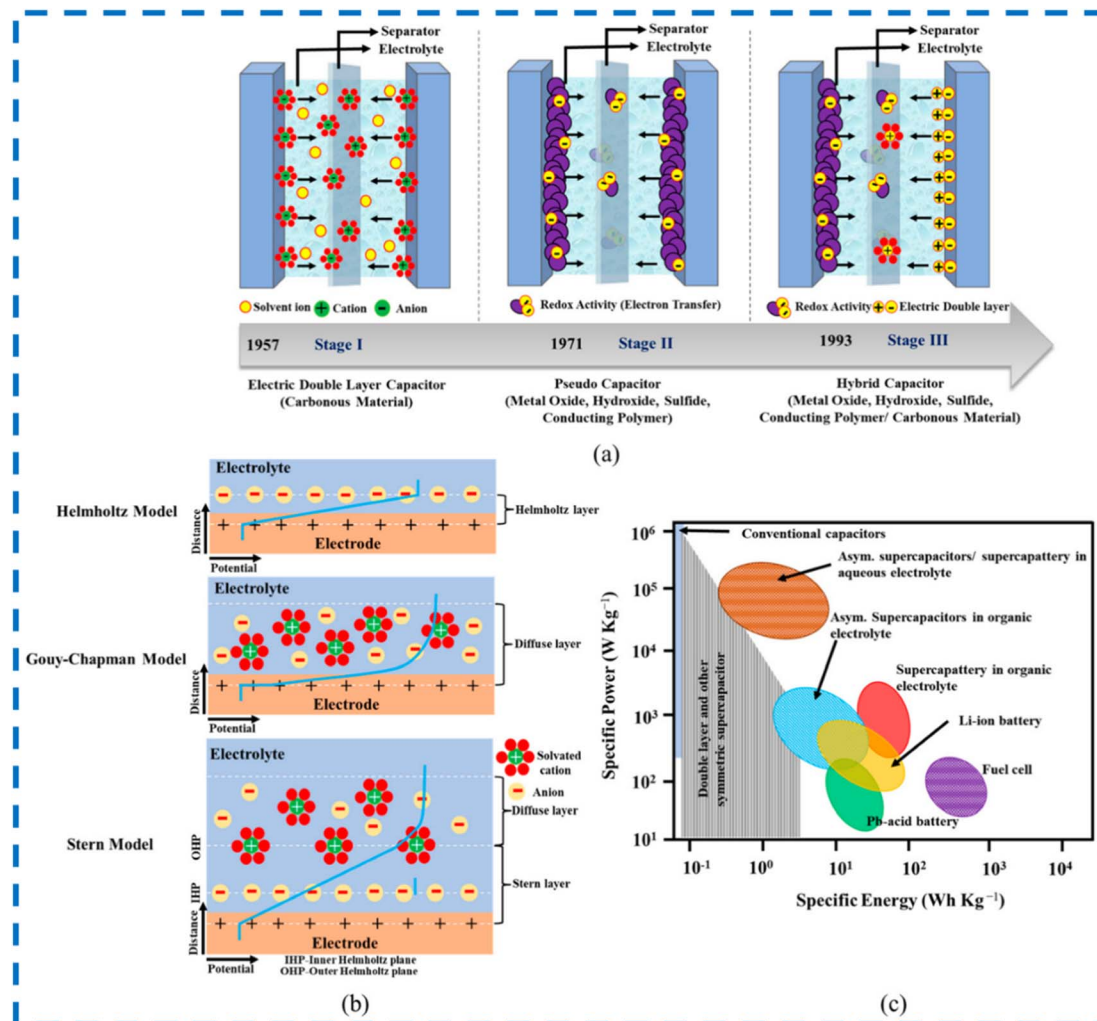 Separator
Electrolyte
Separator
Electrolyte
Separator
Electrolyte
Solvent ion + Cation - Anion
Redox Activity (Electron Transfer)
Redox Activity + - Electric Double layer
1957 Stage I
1971 Stage II
1993 Stage III
Electric Double Layer Capacitor
(Carbonous Material)
Pseudo Capacitor
(Metal Oxide, Hydroxide, Sulfide,
Conducting Polymer)
Hybrid Capacitor
(Metal Oxide, Hydroxide, Sulfide,
Conducting Polymer/ Carbonous Material)
(a)
Helmholtz Model
Electrolyte
Helmholtz layer
Electrode
Distance
Potential
Gouy-Chapman Model
Electrolyte
Diffuse layer
Electrode
Distance
Potential
Stern Model
Electrolyte
Solvated
cation
Anion
Diffuse layer
OHP
IHP
Stern layer
Electrode
Distance
Potential
IHP-Inner Helmholtz plane
OHP-Outer Helmholtz plane
(b)
Specific Power (W Kg⁻¹)
10⁶
10⁵
10⁴
10³
10²
10¹
Conventional capacitors
Asym. supercapacitors/ supercapattery in
aqueous electrolyte
Asym. Supercapacitors in organic
electrolyte
Supercapattery in organic
electrolyte
Li-ion battery
Fuel cell
Pb-acid battery
Double layer and other
symmetric supercapacitor
10⁻¹ 10⁰ 10¹ 10² 10³ 10⁴
Specific Energy (Wh Kg⁻¹)
(c)